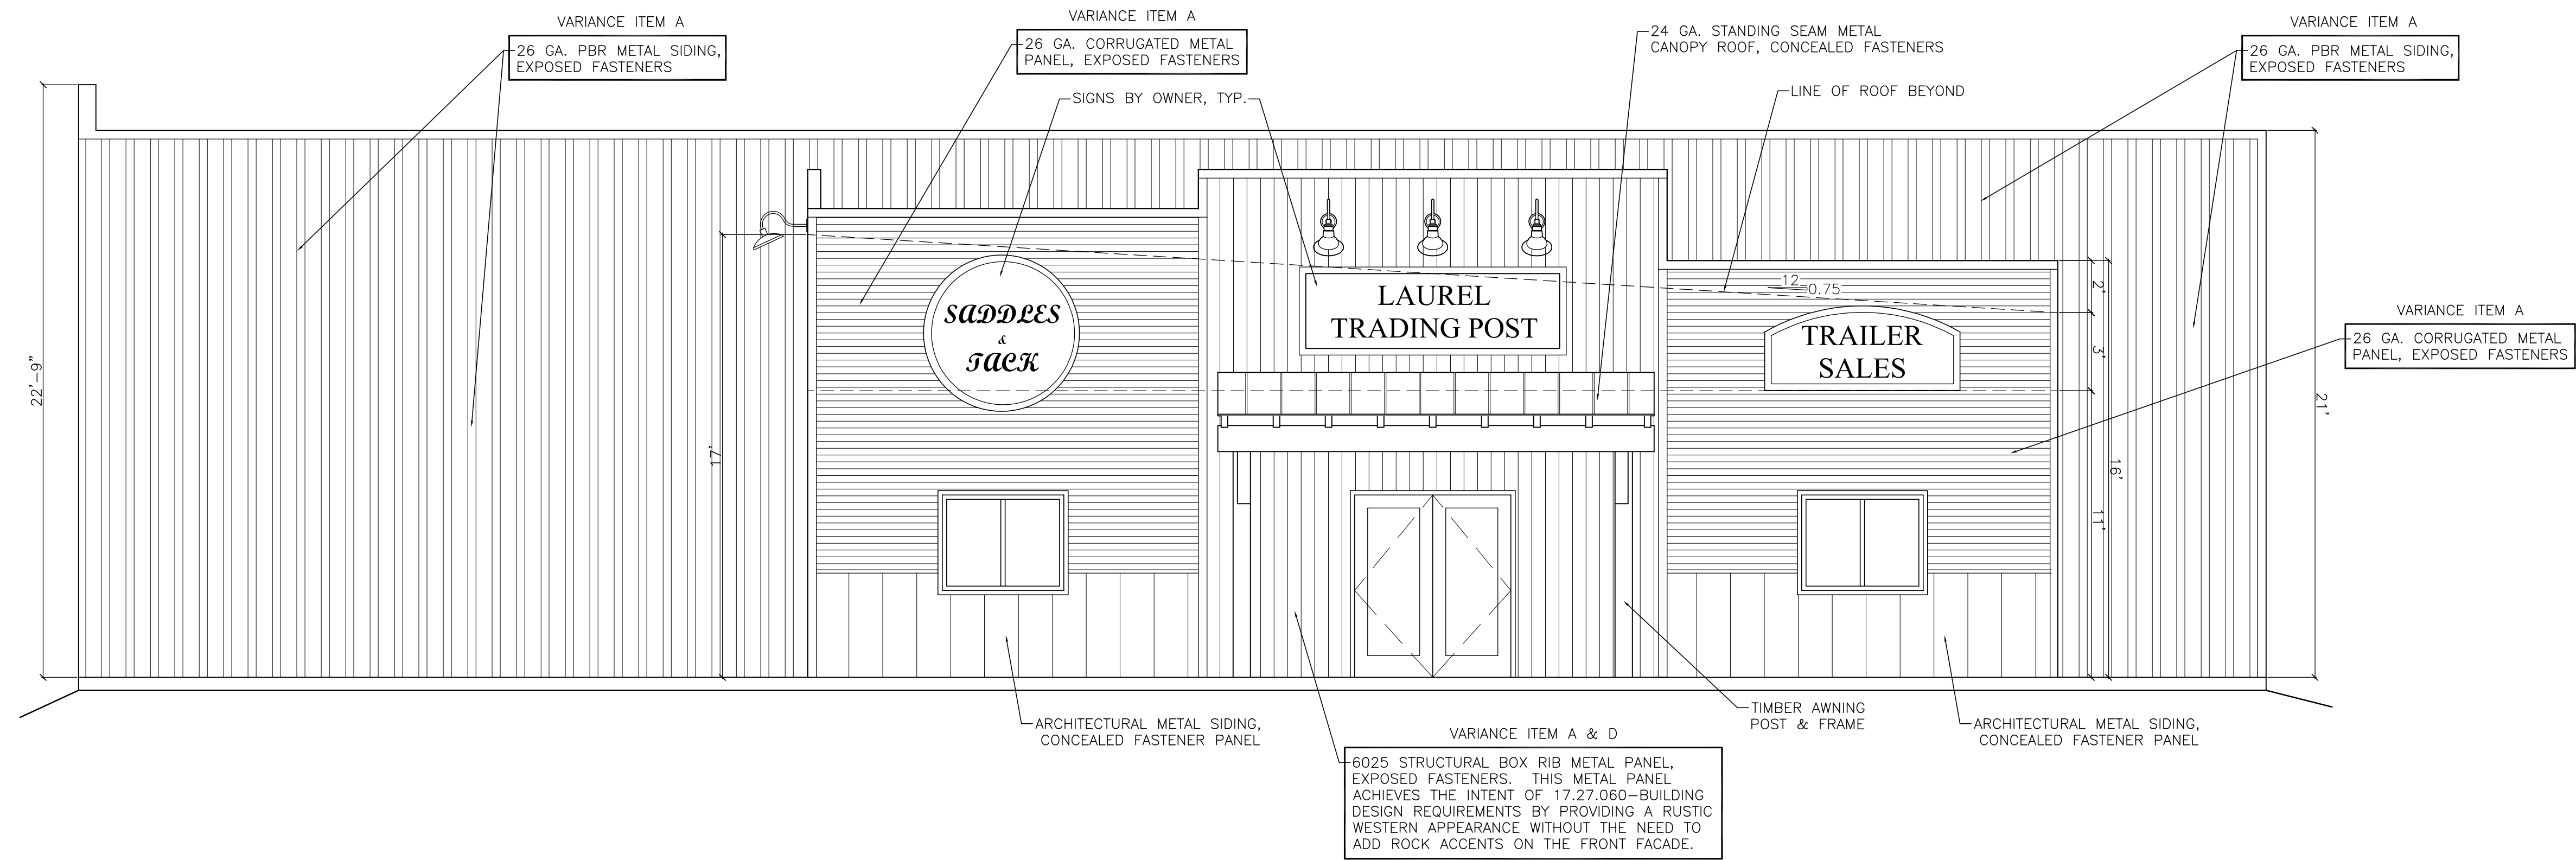 VARIANCE ITEM A
26 GA. PBR METAL SIDING,
EXPOSED FASTENERS
VARIANCE ITEM A
26 GA. CORRUGATED METAL
PANEL, EXPOSED FASTENERS
SIGNS BY OWNER, TYP.
24 GA. STANDING SEAM METAL
CANOPY ROOF, CONCEALED FASTENERS
LINE OF ROOF BEYOND
VARIANCE ITEM A
26 GA. PBR METAL SIDING,
EXPOSED FASTENERS
22'-9"
17'
SADDLES
&
TACK
LAUREL
TRADING POST
12
0.75
TRAILER
SALES
2'
3'
11'
16'
21'
VARIANCE ITEM A
26 GA. CORRUGATED METAL
PANEL, EXPOSED FASTENERS
ARCHITECTURAL METAL SIDING,
CONCEALED FASTENER PANEL
VARIANCE ITEM A & D
6025 STRUCTURAL BOX RIB METAL PANEL,
EXPOSED FASTENERS. THIS METAL PANEL
ACHIEVES THE INTENT OF 17.27.060-BUILDING
DESIGN REQUIREMENTS BY PROVIDING A RUSTIC
WESTERN APPEARANCE WITHOUT THE NEED TO
ADD ROCK ACCENTS ON THE FRONT FACADE.
TIMBER AWNING
POST & FRAME
ARCHITECTURAL METAL SIDING,
CONCEALED FASTENER PANEL